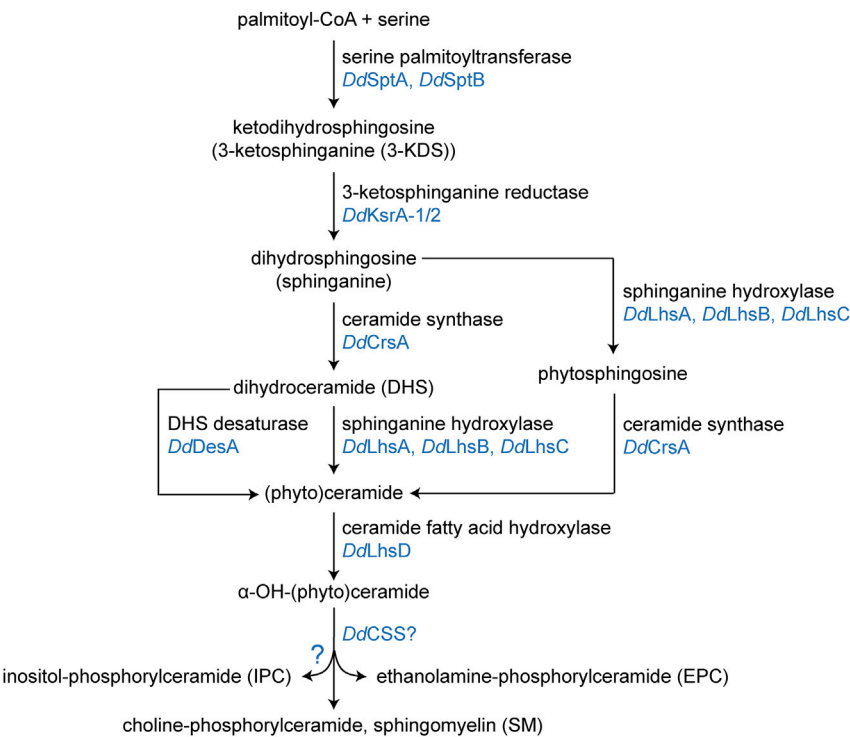 palmitoyl-CoA + serine
serine palmitoyltransferase
DdSptA, DdSptB
ketodihydrosphingosine
(3-ketosphinganine (3-KDS))
3-ketosphinganine reductase
DdKsrA-1/2
dihydrosphingosine
(sphinganine)
sphinganine hydroxylase
DdLhsA, DdLhsB, DdLhsC
ceramide synthase
DdCrsA
phytosphingosine
dihydroceramide (DHS)
DHS desaturase
DdDesA
sphinganine hydroxylase
DdLhsA, DdLhsB, DdLhsC
ceramide synthase
DdCrsA
(phyto)ceramide
ceramide fatty acid hydroxylase
DdLhsD
α-OH-(phyto)ceramide
DdCSS?
?
inositol-phosphorylceramide (IPC)
ethanolamine-phosphorylceramide (EPC)
choline-phosphorylceramide, sphingomyelin (SM)